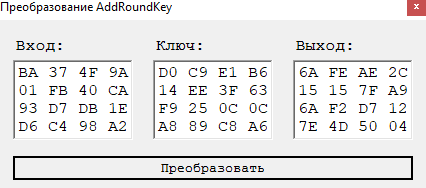 Преобразование AddRoundKey
Вход: Ключ: Выход:
BA 37 4F 9A D0 C9 E1 B6 6A FE AE 2C
01 FB 40 CA 14 EE 3F 63 15 15 7F A9
93 D7 DB 1E F9 25 0C 0C 6A F2 D7 12
D6 C4 98 A2 A8 89 C8 A6 7E 4D 50 04
Преобразовать